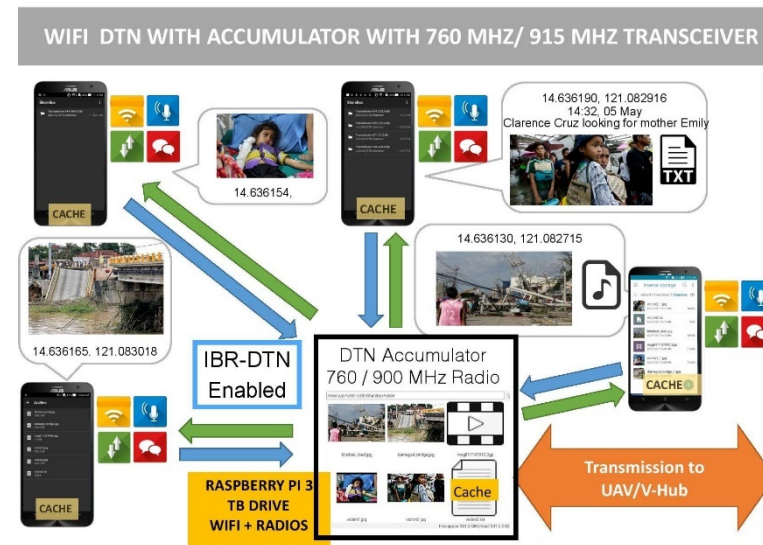 WIFI DTN WITH ACCUMULATOR WITH 760 MHZ/ 915 MHZ TRANSCEIVER
CACHE
14.636154,
CACHE
14.636190, 121.082916
14:32, 05 May
Clarence Cruz looking for mother Emily
TXT
14.636165. 121.083018
14.636130, 121.082715
CACHE
CACHE
IBR-DTN
Enabled
DTN Accumulator
760 / 900 MHz Radio
Cache
RASPBERRY PI 3
TB DRIVE
WIFI + RADIOS
Transmission to
UAV/V-Hub